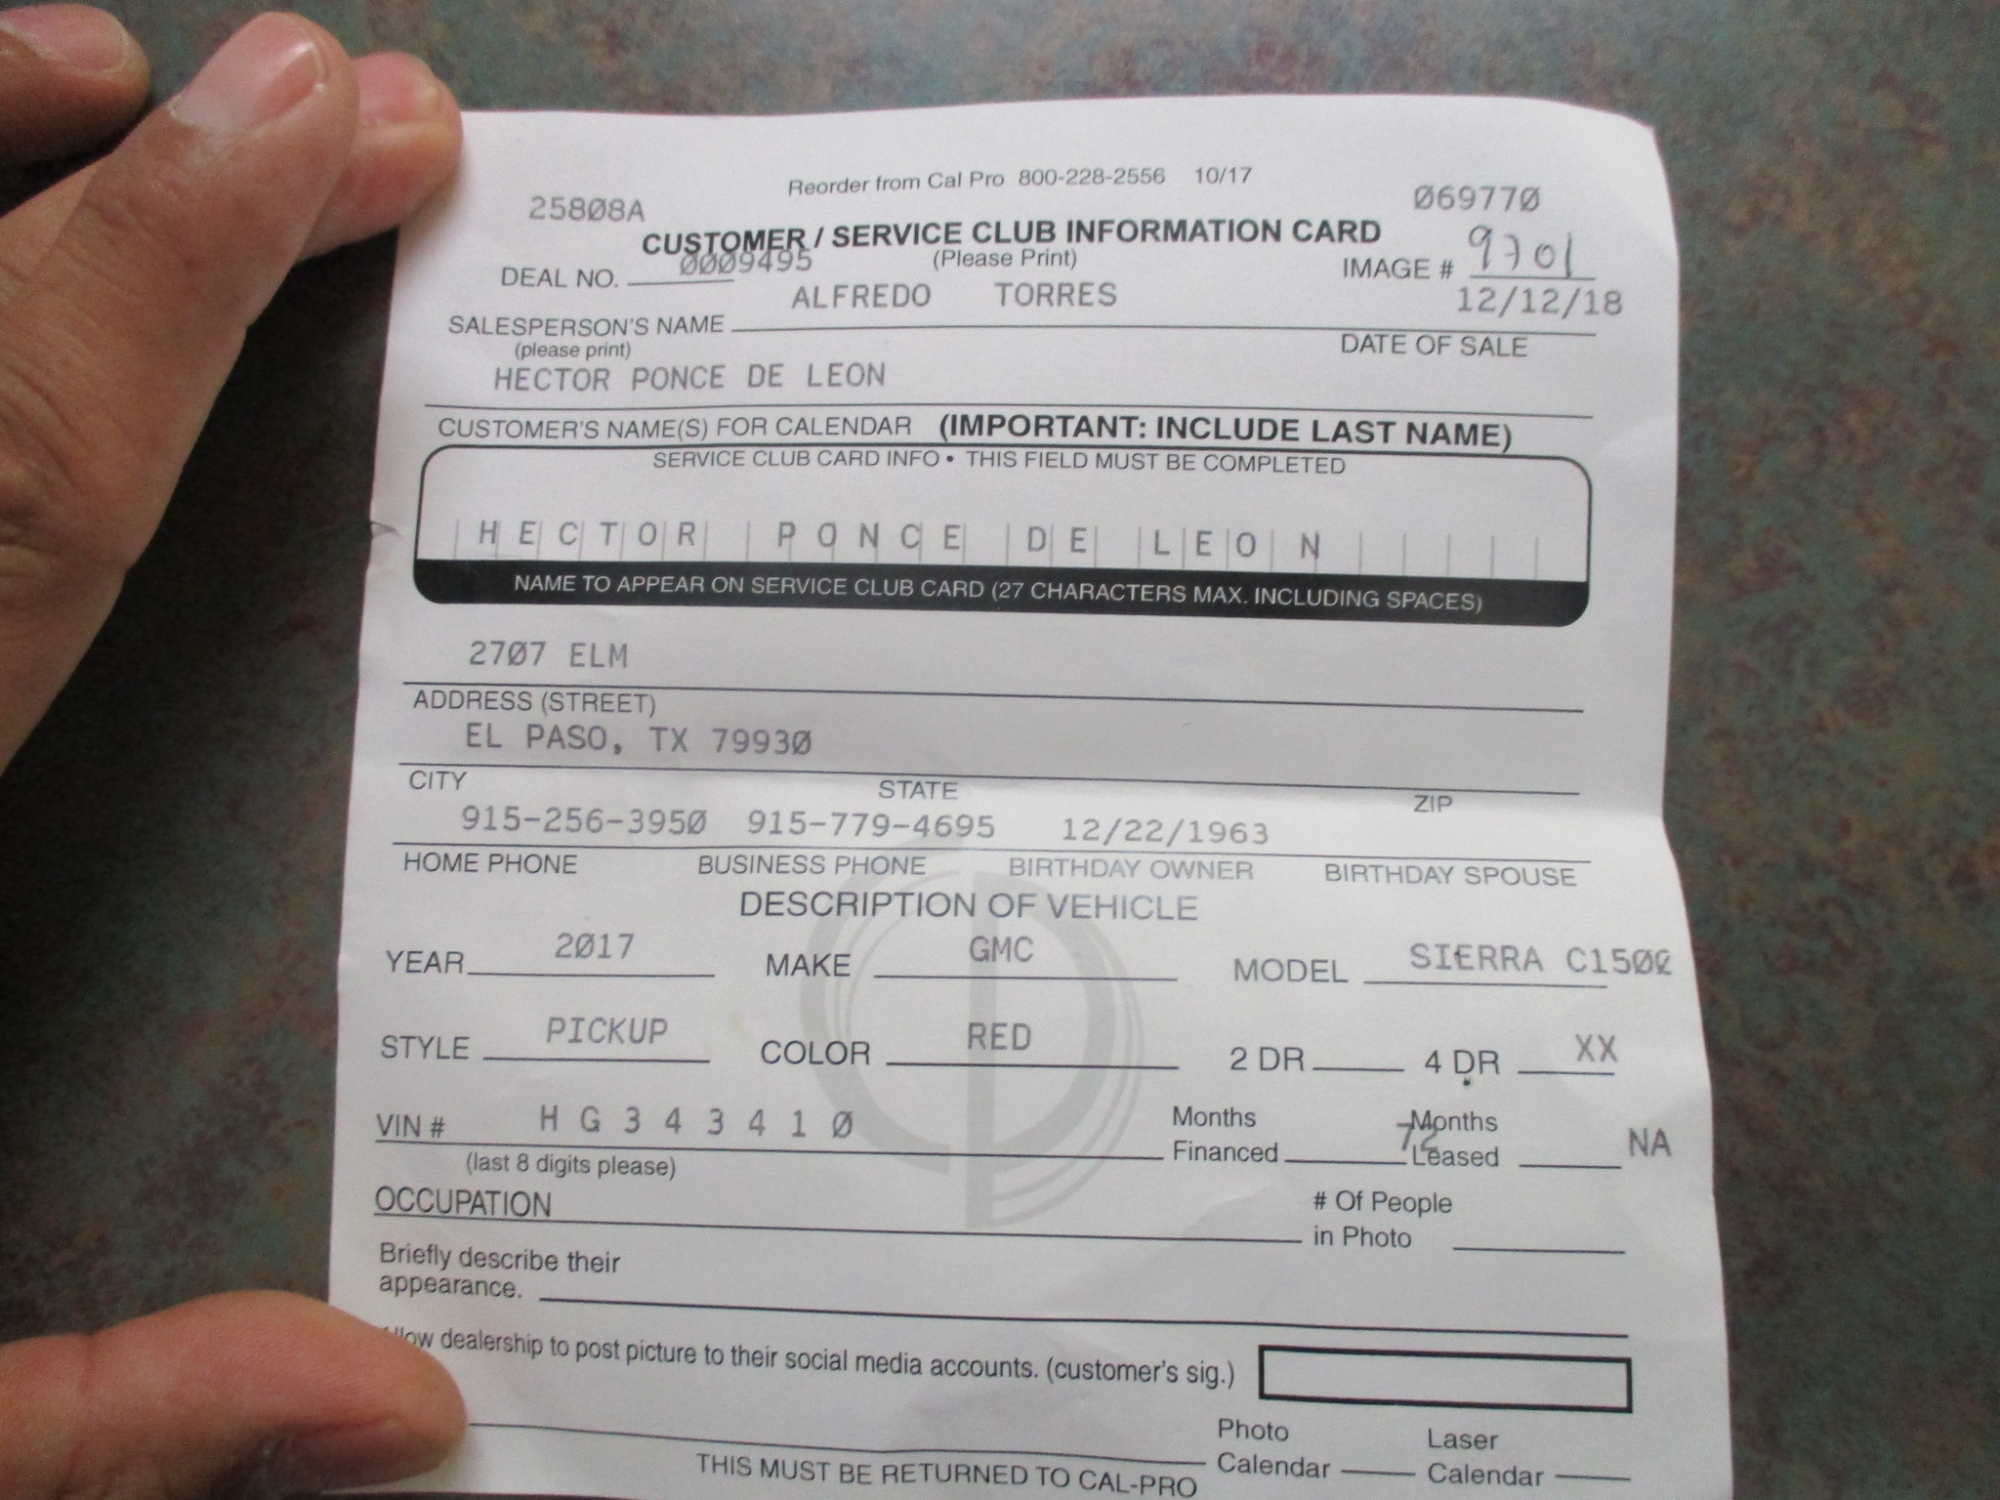 Reorder from Cal Pro 800-228-2556 10/17
25808A 069770
CUSTOMER / SERVICE CLUB INFORMATION CARD
(Please Print)
DEAL NO. 0009495 IMAGE # 9701
ALFREDO TORRES 12/12/18
SALESPERSON'S NAME DATE OF SALE
(please print)
HECTOR PONCE DE LEON
CUSTOMER'S NAME(S) FOR CALENDAR (IMPORTANT: INCLUDE LAST NAME)
SERVICE CLUB CARD INFO • THIS FIELD MUST BE COMPLETED
HECTOR PONCE DE LEON
NAME TO APPEAR ON SERVICE CLUB CARD (27 CHARACTERS MAX. INCLUDING SPACES)
2707 ELM
ADDRESS (STREET)
EL PASO, TX 79930
CITY STATE ZIP
915-256-3950 915-779-4695 12/22/1963
HOME PHONE BUSINESS PHONE BIRTHDAY OWNER BIRTHDAY SPOUSE
DESCRIPTION OF VEHICLE
YEAR 2017 MAKE GMC MODEL SIERRA C1500
STYLE PICKUP COLOR RED 2 DR 4 DR XX
VIN # HG343410 Months Financed 72 Months Leased NA
(last 8 digits please)
OCCUPATION # Of People in Photo
Briefly describe their
appearance.
Allow dealership to post picture to their social media accounts. (customer's sig.)
Photo Calendar Laser Calendar
THIS MUST BE RETURNED TO CAL-PRO